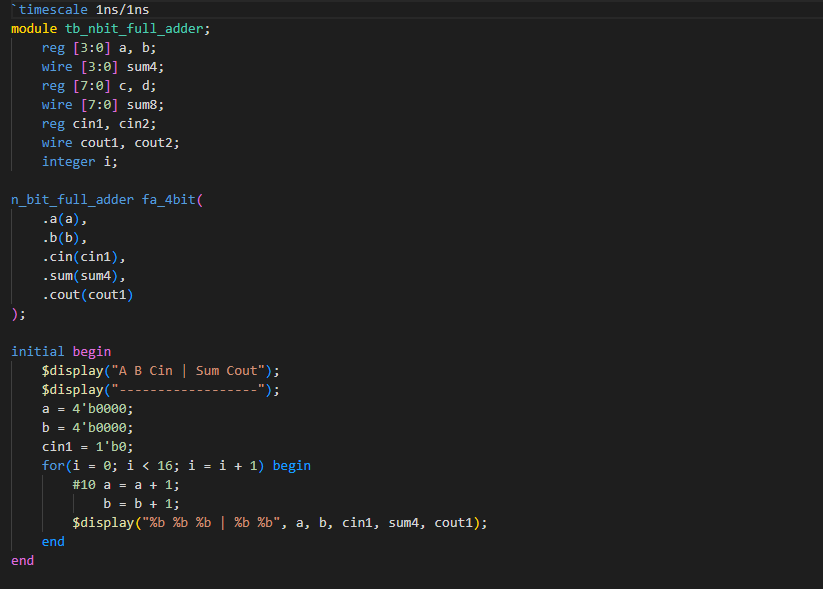 `timescale 1ns/1ns
module tb_nbit_full_adder;
    reg [3:0] a, b;
    wire [3:0] sum4;
    reg [7:0] c, d;
    wire [7:0] sum8;
    reg cin1, cin2;
    wire cout1, cout2;
    integer i;

n_bit_full_adder fa_4bit(
    .a(a),
    .b(b),
    .cin(cin1),
    .sum(sum4),
    .cout(cout1)
);

initial begin
    $display("A B Cin | Sum Cout");
    $display("------------------");
    a = 4'b0000;
    b = 4'b0000;
    cin1 = 1'b0;
    for(i = 0; i < 16; i = i + 1) begin
        #10 a = a + 1;
            b = b + 1;
        $display("%b %b %b | %b %b", a, b, cin1, sum4, cout1);
    end
end